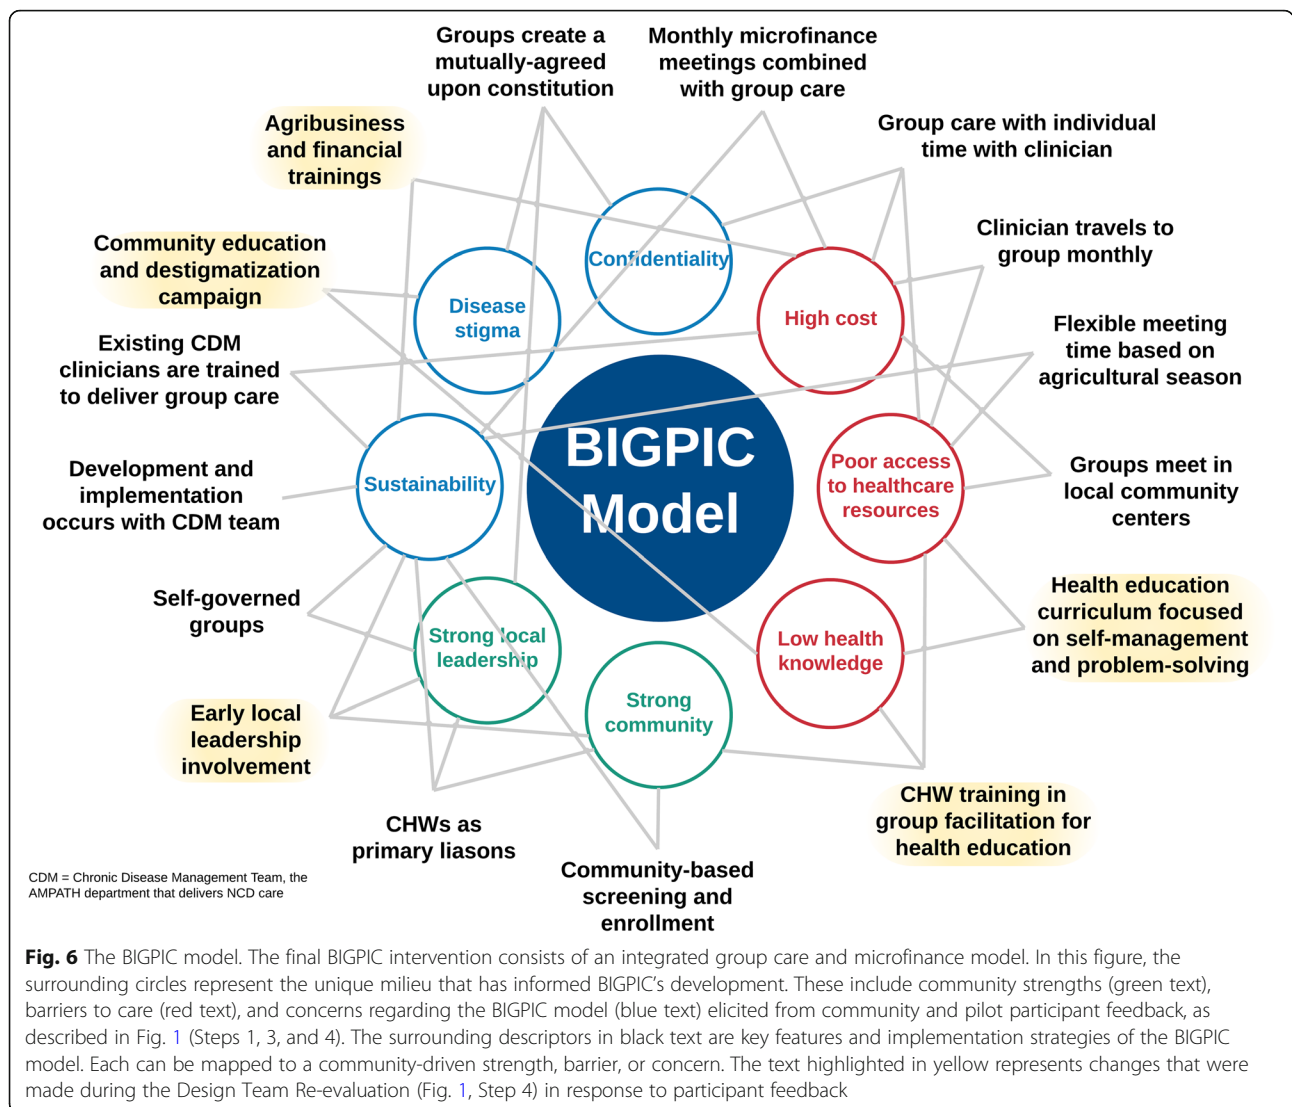 Groups create a
mutually-agreed
upon constitution
Monthly microfinance
meetings combined
with group care
Agribusiness
and financial
trainings
Group care with individual
time with clinician
Community education
and destigmatization
campaign
Clinician travels to
group monthly
Confidentiality
Disease
stigma
High cost
Existing CDM
clinicians are trained
to deliver group care
Flexible meeting
time based on
agricultural season
BIGPIC
Model
Sustainability
Poor access
to healthcare
resources
Development and
implementation
occurs with CDM team
Groups meet in
local community
centers
Self-governed
groups
Strong local
leadership
Low health
knowledge
Health education
curriculum focused
on self-management
and problem-solving
Strong
community
Early local
leadership
involvement
CHWs as
primary liasons
CHW training in
group facilitation for
health education
Community-based
screening and
enrollment
CDM = Chronic Disease Management Team, the
AMPATH department that delivers NCD care
Fig. 6 The BIGPIC model. The final BIGPIC intervention consists of an integrated group care and microfinance model. In this figure, the
surrounding circles represent the unique milieu that has informed BIGPIC's development. These include community strengths (green text),
barriers to care (red text), and concerns regarding the BIGPIC model (blue text) elicited from community and pilot participant feedback, as
described in Fig. 1 (Steps 1, 3, and 4). The surrounding descriptors in black text are key features and implementation strategies of the BIGPIC
model. Each can be mapped to a community-driven strength, barrier, or concern. The text highlighted in yellow represents changes that were
made during the Design Team Re-evaluation (Fig. 1, Step 4) in response to participant feedback